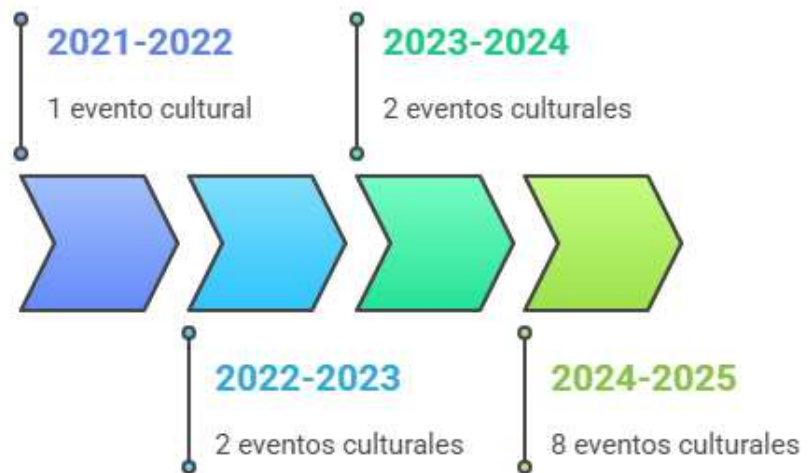 2021-2022
1 evento cultural
2023-2024
2 eventos culturales
2022-2023
2 eventos culturales
2024-2025
8 eventos culturales